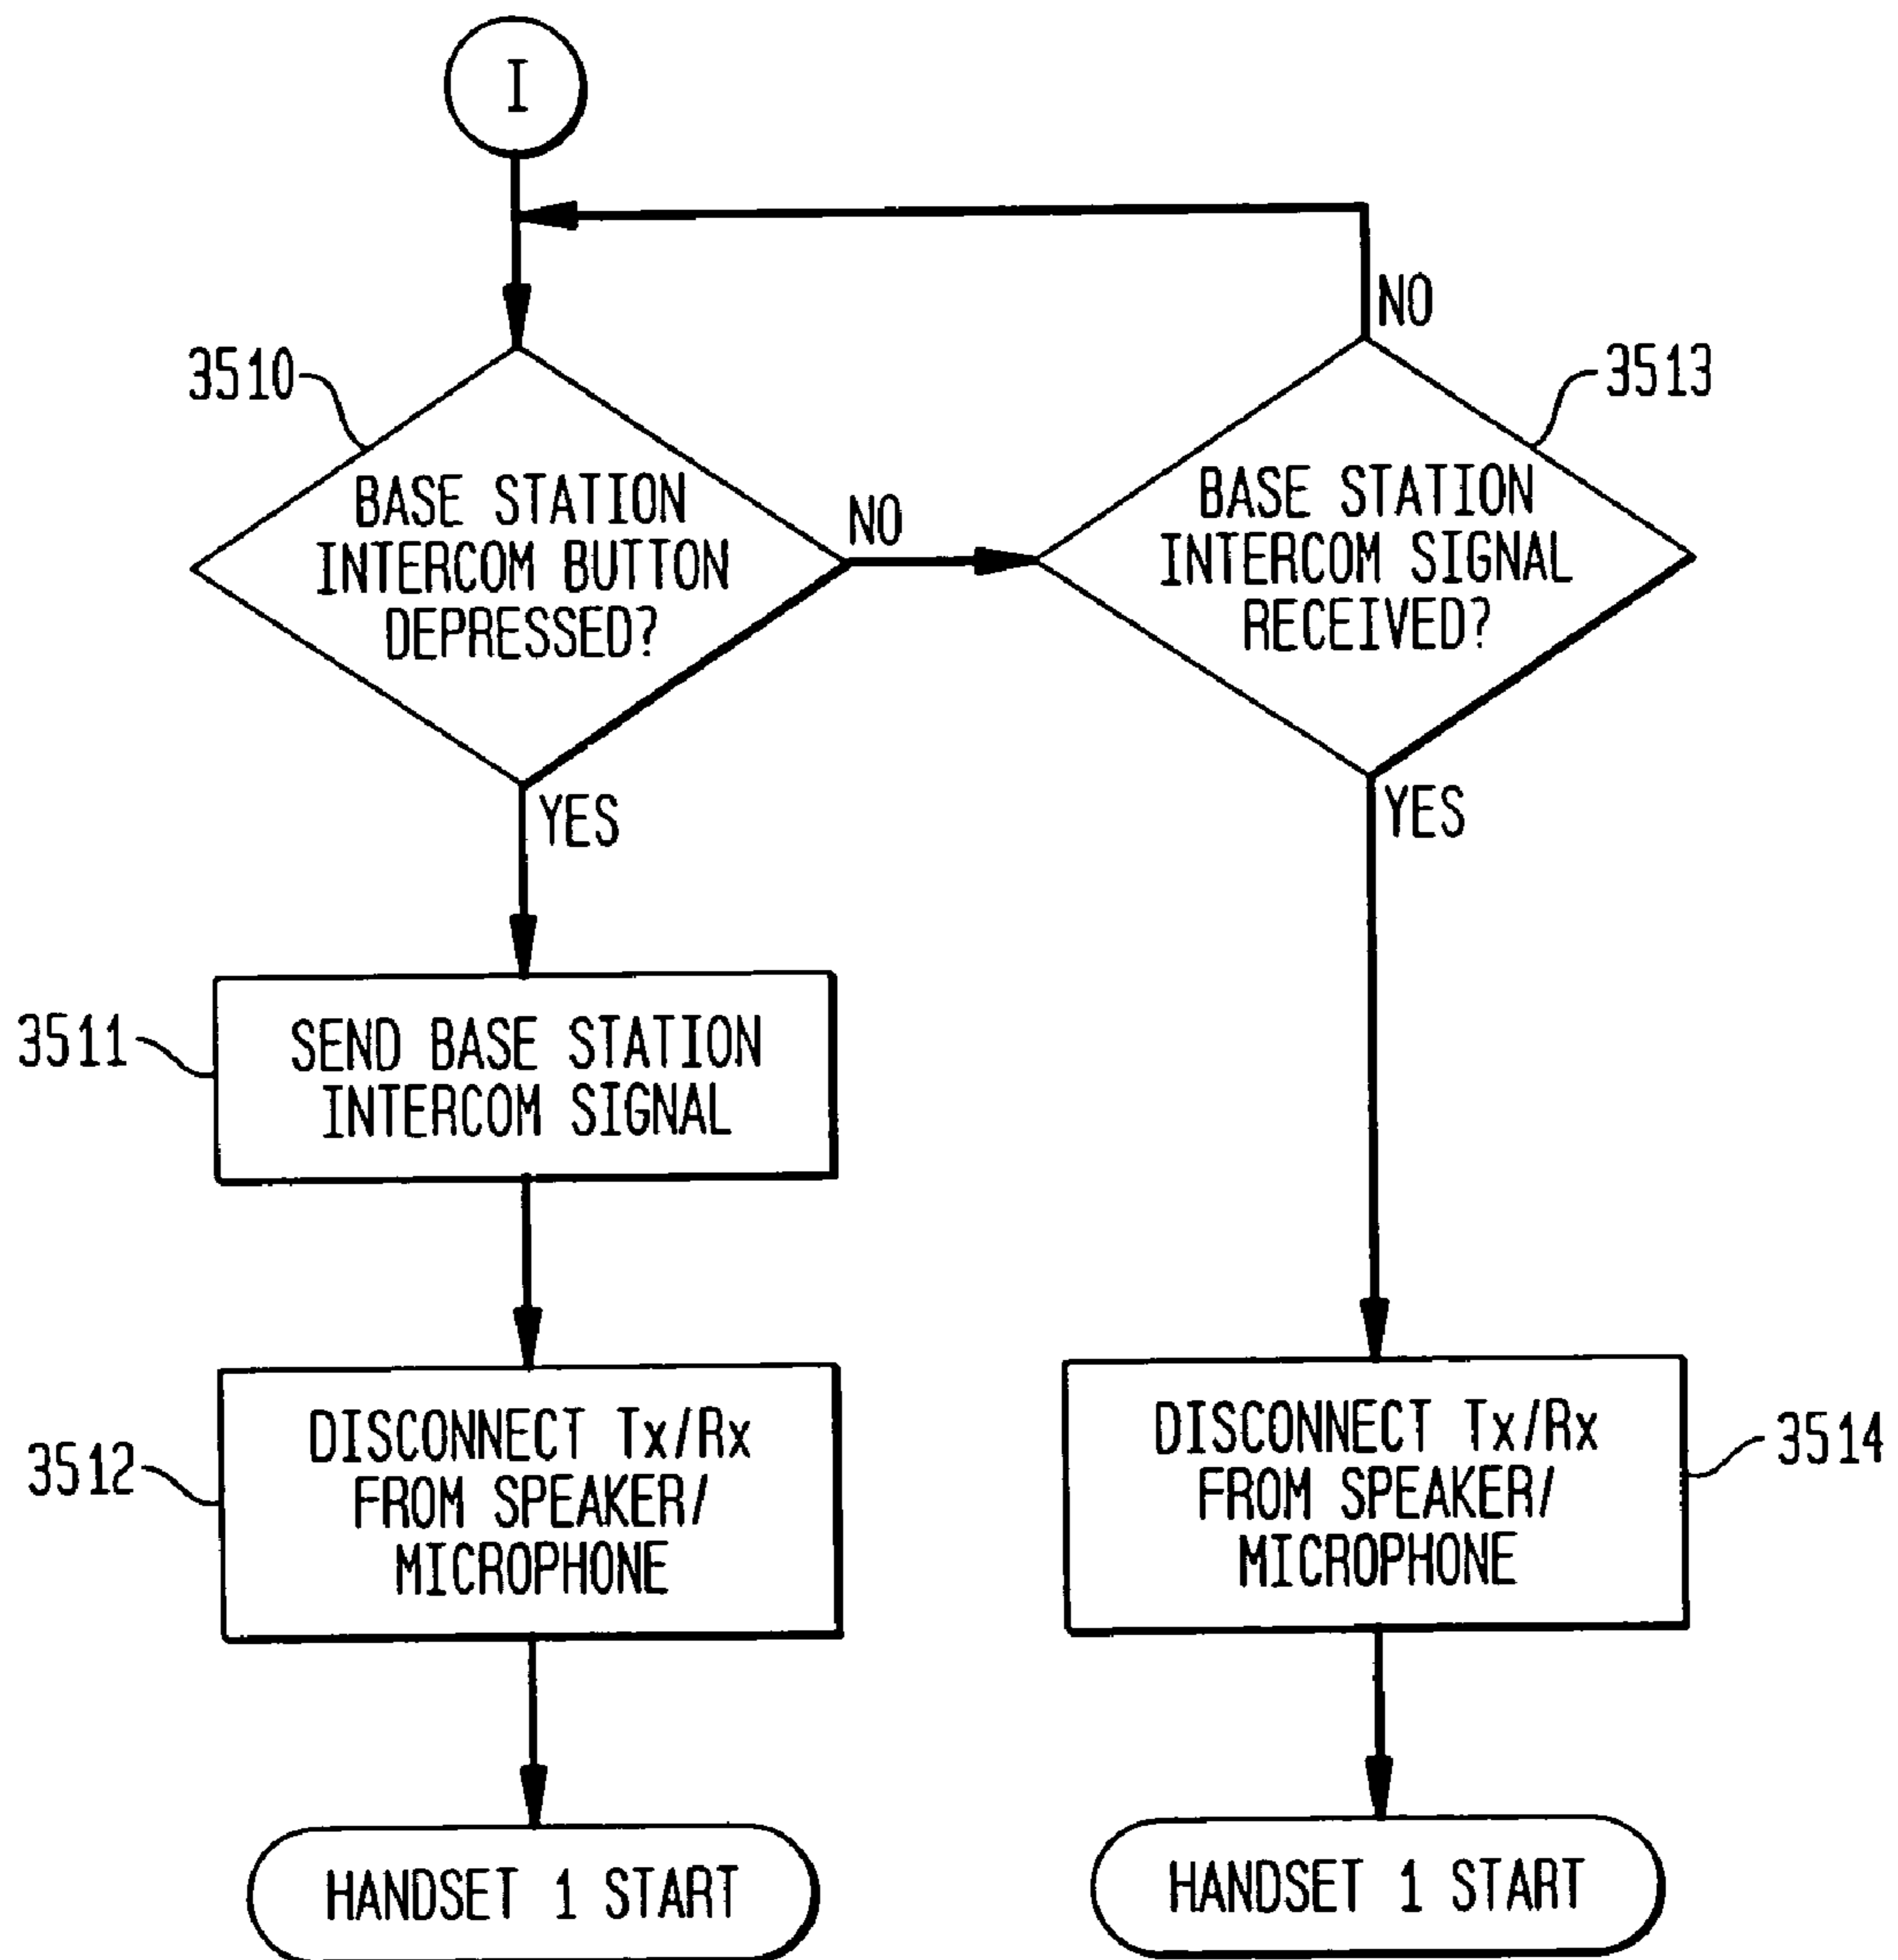 I
NO
3510
3513
BASE STATION
INTERCOM BUTTON
DEPRESSED?
NO
BASE STATION
INTERCOM SIGNAL
RECEIVED?
YES
YES
3511
SEND BASE STATION
INTERCOM SIGNAL
3512
DISCONNECT Tx/Rx
FROM SPEAKER/
MICROPHONE
DISCONNECT Tx/Rx
FROM SPEAKER/
MICROPHONE
3514
HANDSET 1 START
HANDSET 1 START